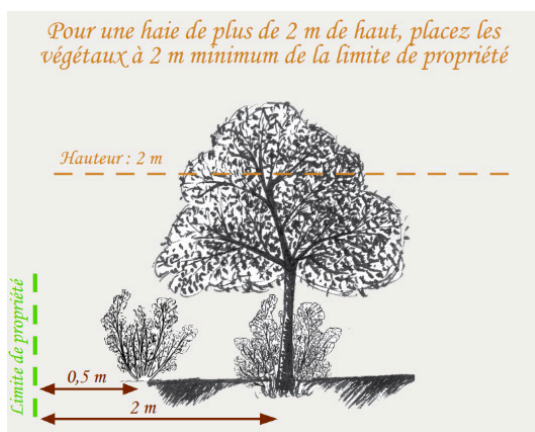 Pour une haie de plus de 2 m de haut, placez les
végétaux à 2 m minimum de la limite de propriété
Hauteur : 2 m
Limite de propriété
0,5 m
2 m